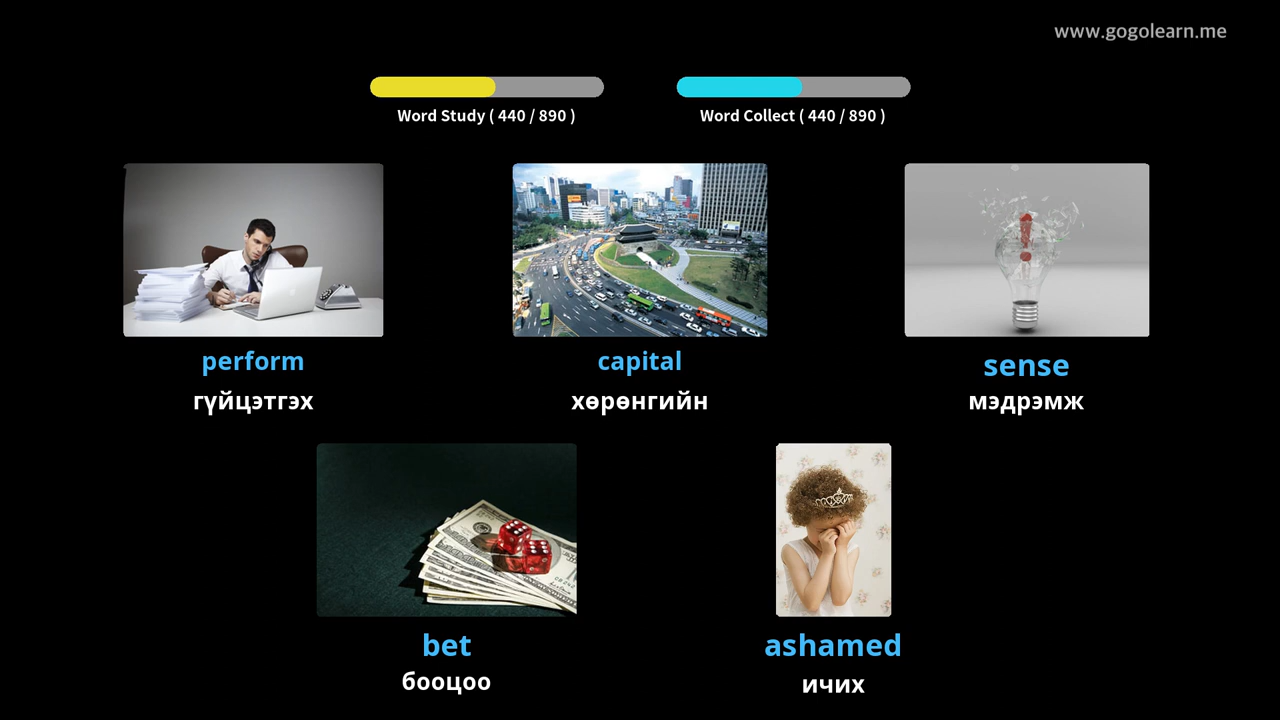 www.gogolearn.me
Word Study ( 440 / 890 )
Word Collect ( 440 / 890 )
perform
гүйцэтгэх
capital
хөрөнгийн
sense
мэдрэмж
bet
бооцоо
ashamed
ичих